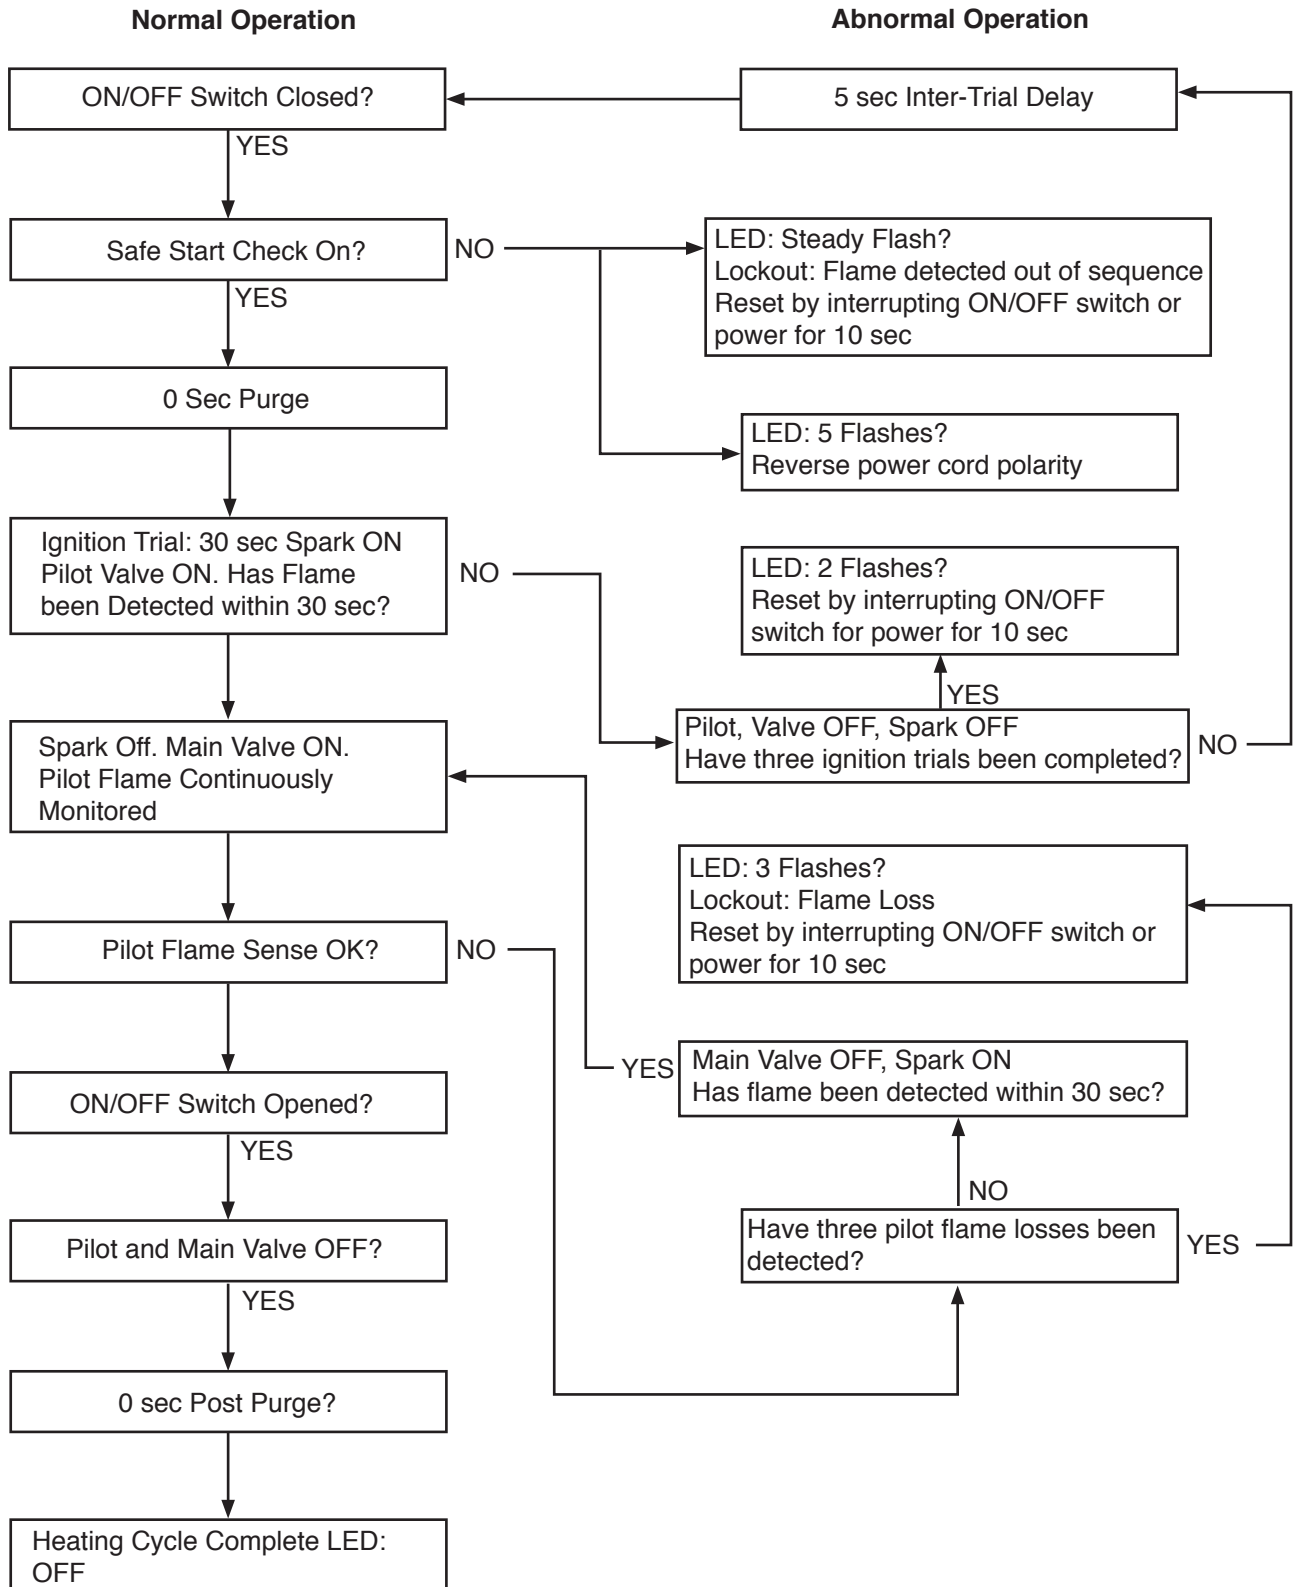 Normal Operation
Abnormal Operation
ON/OFF Switch Closed?
5 sec Inter-Trial Delay
YES
Safe Start Check On?
NO
LED: Steady Flash?
Lockout: Flame detected out of sequence
Reset by interrupting ON/OFF switch or
power for 10 sec
YES
0 Sec Purge
LED: 5 Flashes?
Reverse power cord polarity
Ignition Trial: 30 sec Spark ON
Pilot Valve ON. Has Flame
been Detected within 30 sec?
NO
LED: 2 Flashes?
Reset by interrupting ON/OFF
switch for power for 10 sec
YES
Pilot, Valve OFF, Spark OFF
Have three ignition trials been completed?
NO
Spark Off. Main Valve ON.
Pilot Flame Continuously
Monitored
LED: 3 Flashes?
Lockout: Flame Loss
Reset by interrupting ON/OFF switch or
power for 10 sec
Pilot Flame Sense OK?
NO
YES
Main Valve OFF, Spark ON
Has flame been detected within 30 sec?
ON/OFF Switch Opened?
YES
NO
Have three pilot flame losses been
detected?
YES
Pilot and Main Valve OFF?
YES
0 sec Post Purge?
Heating Cycle Complete LED:
OFF